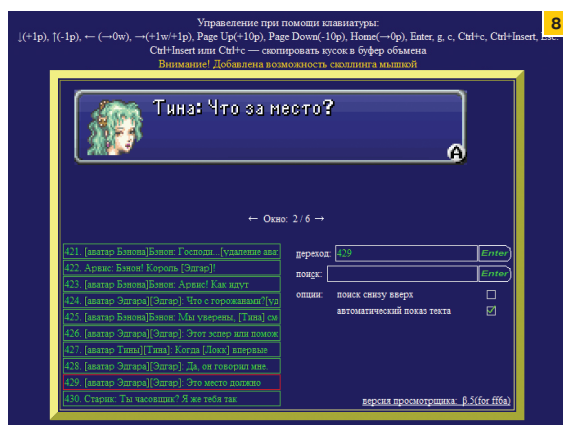 8
Управеление при помощи клавиатуры:
↓(+1p), ↑(-1p), ← (→0w), →(+1w/+1p), Page Up(+10p), Page Down(-10p), Home(→0p), Enter, g, c, Ctrl+c, Ctrl+Insert, Esc.
Ctrl+Insert или Ctrl+c — скопировать кусок в буфер обмена
Внимание! Добавлена возможность сколлинга мышкой
Тина: Что за место?
A
← Окно: 2 / 6 →
421. [аватар Бэнона]Бэнон: Господи...[удаление ава
422. Арвис: Бэнон! Король [Эдгар]!
423. [аватар Бэнона]Бэнон: Арвис! Как идут
424. [аватар Эдгара][Эдгар]: Что с горожанами?[уд
425. [аватар Бэнона]Бэнон: Мы уверены, [Тина] см
426. [аватар Эдгара][Эдгар]: Этот эспер или помож
427. [аватар Тины][Тина]: Когда [Локк] впервые
428. [аватар Эдгара][Эдгар]: Да, он говорил мне.
429. [аватар Эдгара][Эдгар]: Это место должно
430. Старик: Ты часовщик? Я же тебя так
переход: 429 Enter
поиск: Enter
опции: поиск снизу вверх
автоматический показ текта
версия просмотрщика: β.5(for ff6a)